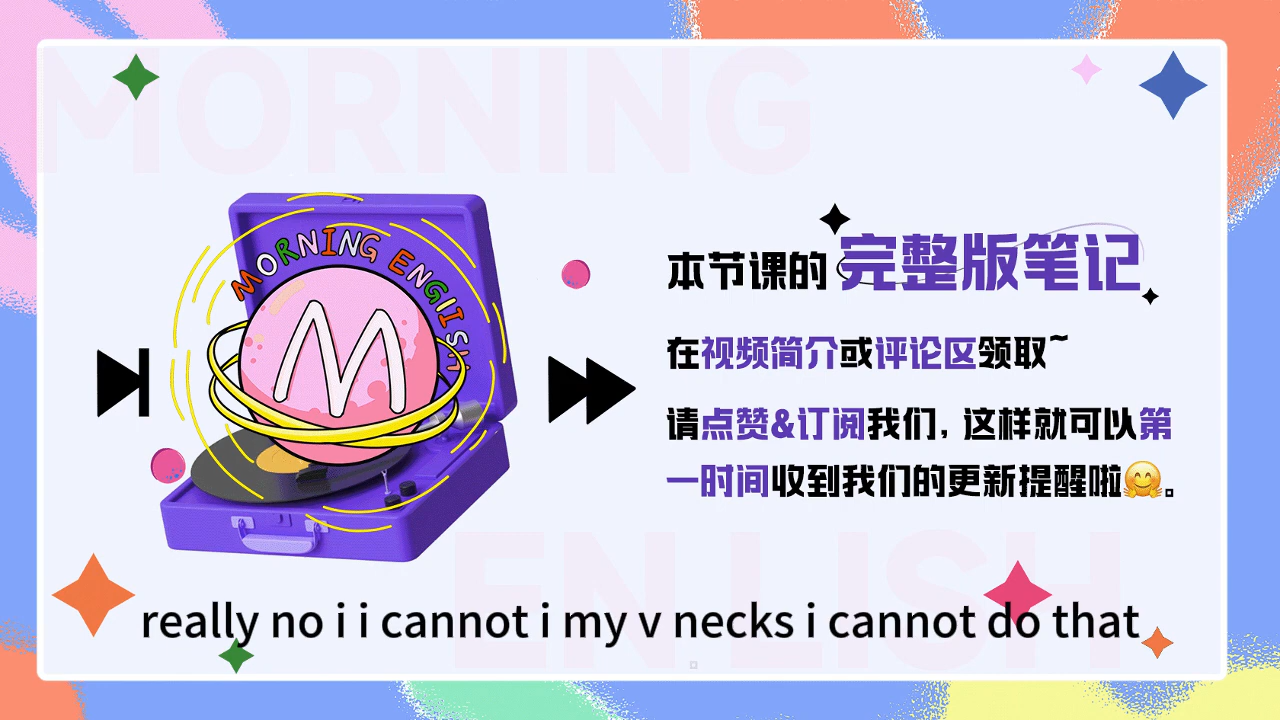 MORNING
MORNING ENGlISH
M
本节课的 完整版笔记
在视频简介或评论区领取~
请点赞&订阅我们, 这样就可以第
一时间收到我们的更新提醒啦🤗。
EN LISH
really no i i cannot i my v necks i cannot do that